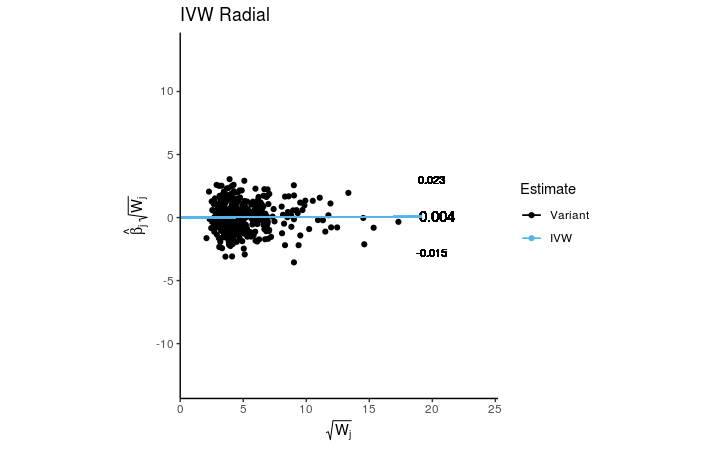 IVW Radial
10
5
0
-5
-10
β̂j√Wj
0.023
0.004
-0.015
0
5
10
15
20
25
√Wj
Estimate
Variant
IVW